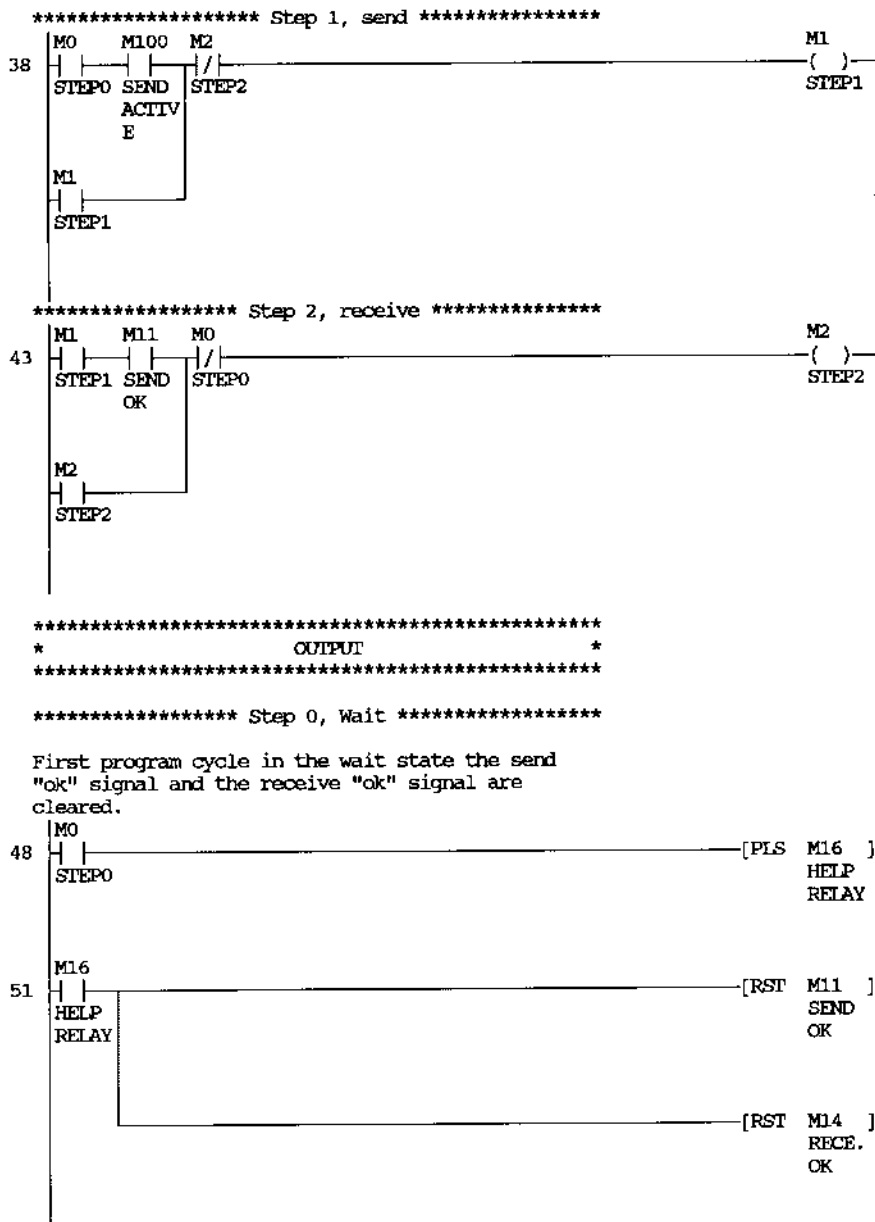 ******************** Step 1, send ****************
M0 M100 M2 M1
38 ( )
STEP0 SEND STEP2 STEP1
ACTIV
E
M1
STEP1
****************** Step 2, receive ***************
M1 M11 M0 M2
43 ( )
STEP1 SEND STEP0 STEP2
OK
M2
STEP2
**************************************************
* OUTPUT *
**************************************************
****************** Step 0, Wait ******************
First program cycle in the wait state the send
"ok" signal and the receive "ok" signal are
cleared.
M0
48 [PLS M16 ]
STEP0 HELP
RELAY
M16
51 [RST M11 ]
HELP SEND
RELAY OK
[RST M14 ]
RECE.
OK